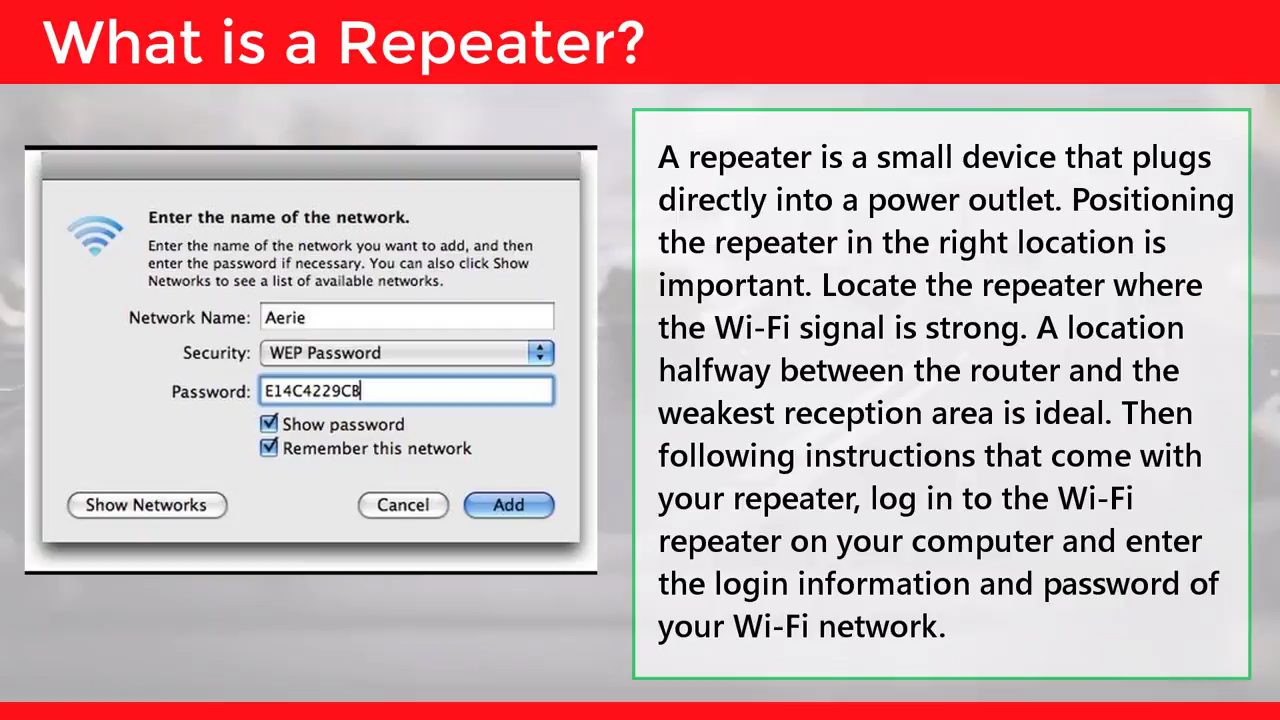 What is a Repeater?
Enter the name of the network.
Enter the name of the network you want to add, and then
enter the password if necessary. You can also click Show
Networks to see a list of available networks.
Network Name: Aerie
Security: WEP Password
Password: E14C4229CB
Show password
Remember this network
Show Networks Cancel Add
A repeater is a small device that plugs
directly into a power outlet. Positioning
the repeater in the right location is
important. Locate the repeater where
the Wi-Fi signal is strong. A location
halfway between the router and the
weakest reception area is ideal. Then
following instructions that come with
your repeater, log in to the Wi-Fi
repeater on your computer and enter
the login information and password of
your Wi-Fi network.